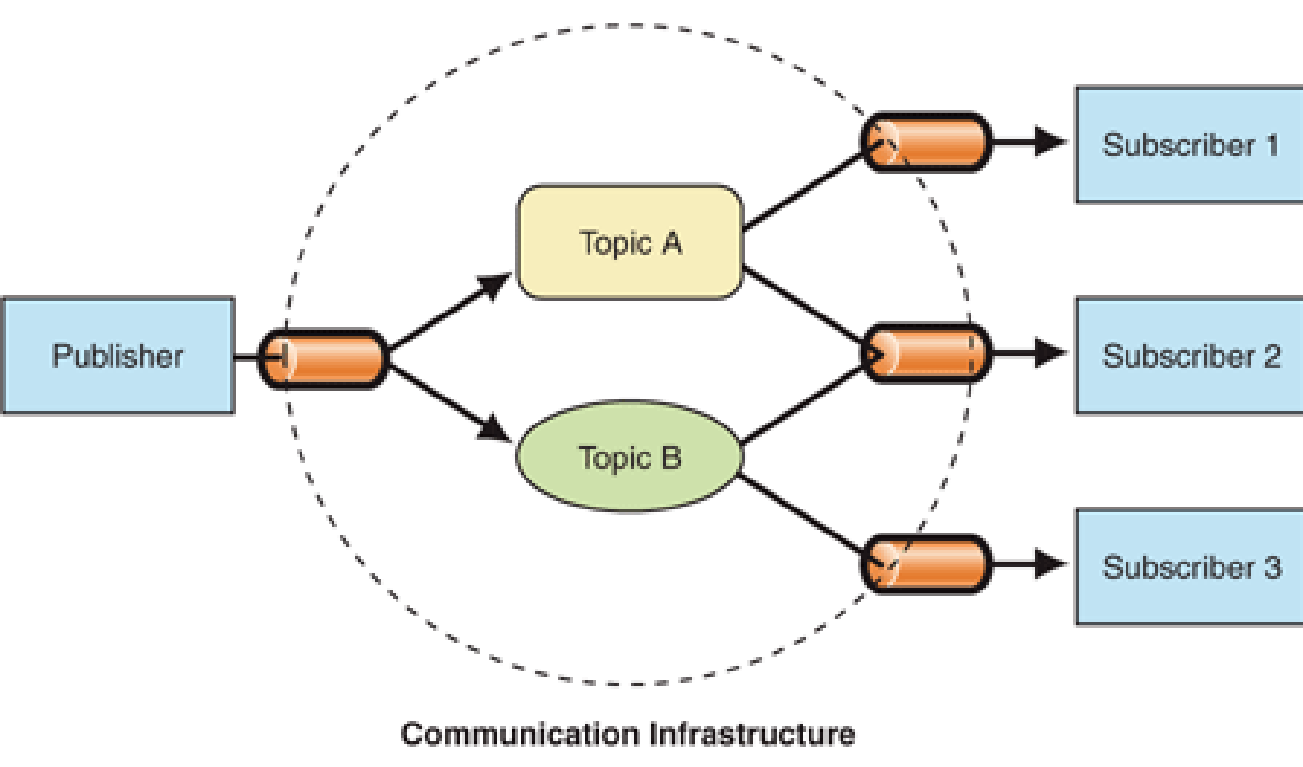 Subscriber 1
Topic A
Publisher
Subscriber 2
Topic B
Subscriber 3
Communication Infrastructure